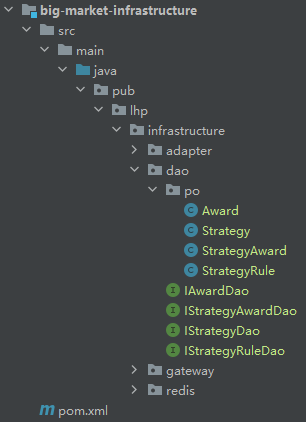 big-market-infrastructure
src
main
java
pub
lhp
infrastructure
adapter
dao
po
C Award
C Strategy
C StrategyAward
C StrategyRule
I IAwardDao
I IStrategyAwardDao
I IStrategyDao
I IStrategyRuleDao
gateway
redis
m pom.xml